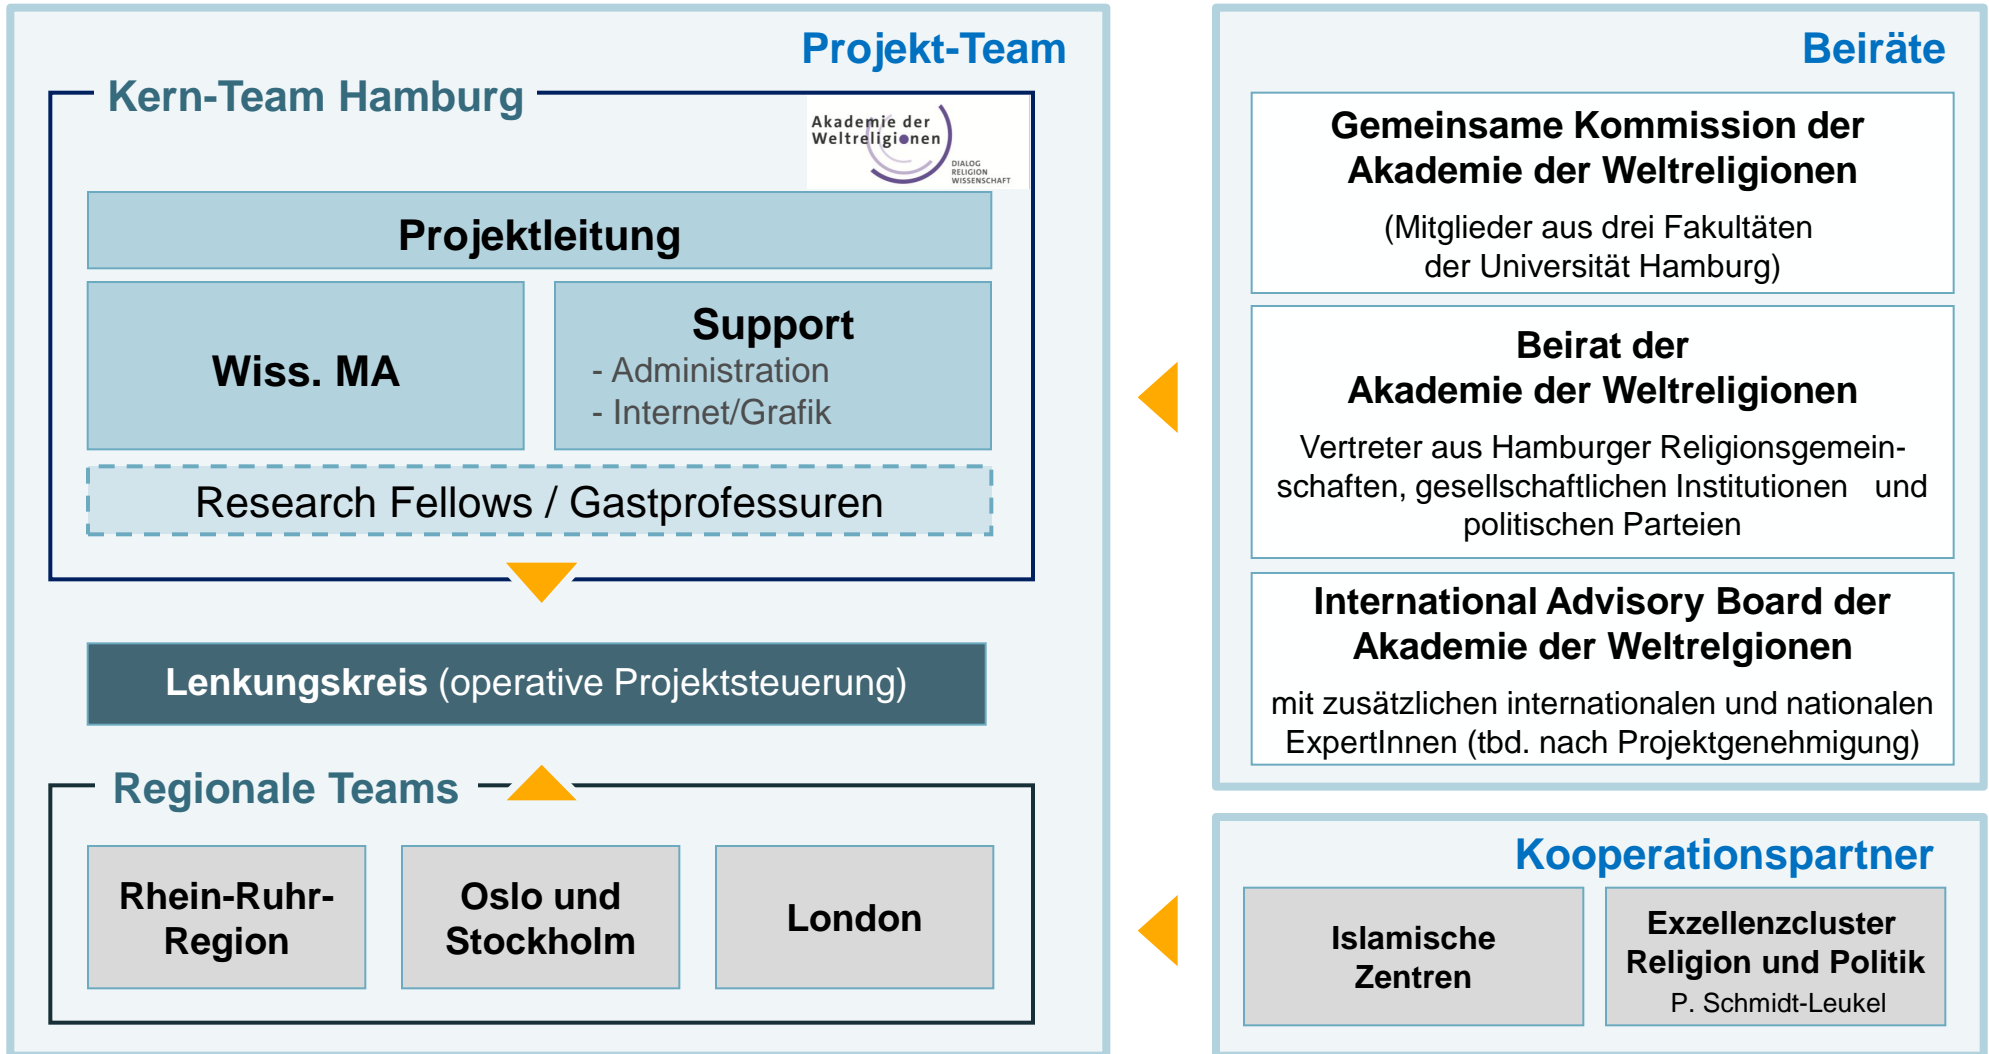 Projekt-Team
Kern-Team Hamburg
Akademie der
Weltreligionen
DIALOG
RELIGION
WISSENSCHAFT
Projektleitung
Wiss. MA
Support
- Administration
- Internet/Grafik
Research Fellows / Gastprofessuren
Lenkungskreis (operative Projektsteuerung)
Regionale Teams
Rhein-Ruhr-
Region
Oslo und
Stockholm
London
Beiräte
Gemeinsame Kommission der
Akademie der Weltreligionen
(Mitglieder aus drei Fakultäten
der Universität Hamburg)
Beirat der
Akademie der Weltreligionen
Vertreter aus Hamburger Religionsgemein-
schaften, gesellschaftlichen Institutionen und
politischen Parteien
International Advisory Board der
Akademie der Weltrelgionen
mit zusätzlichen internationalen und nationalen
ExpertInnen (tbd. nach Projektgenehmigung)
Kooperationspartner
Islamische
Zentren
Exzellenzcluster
Religion und Politik
P. Schmidt-Leukel